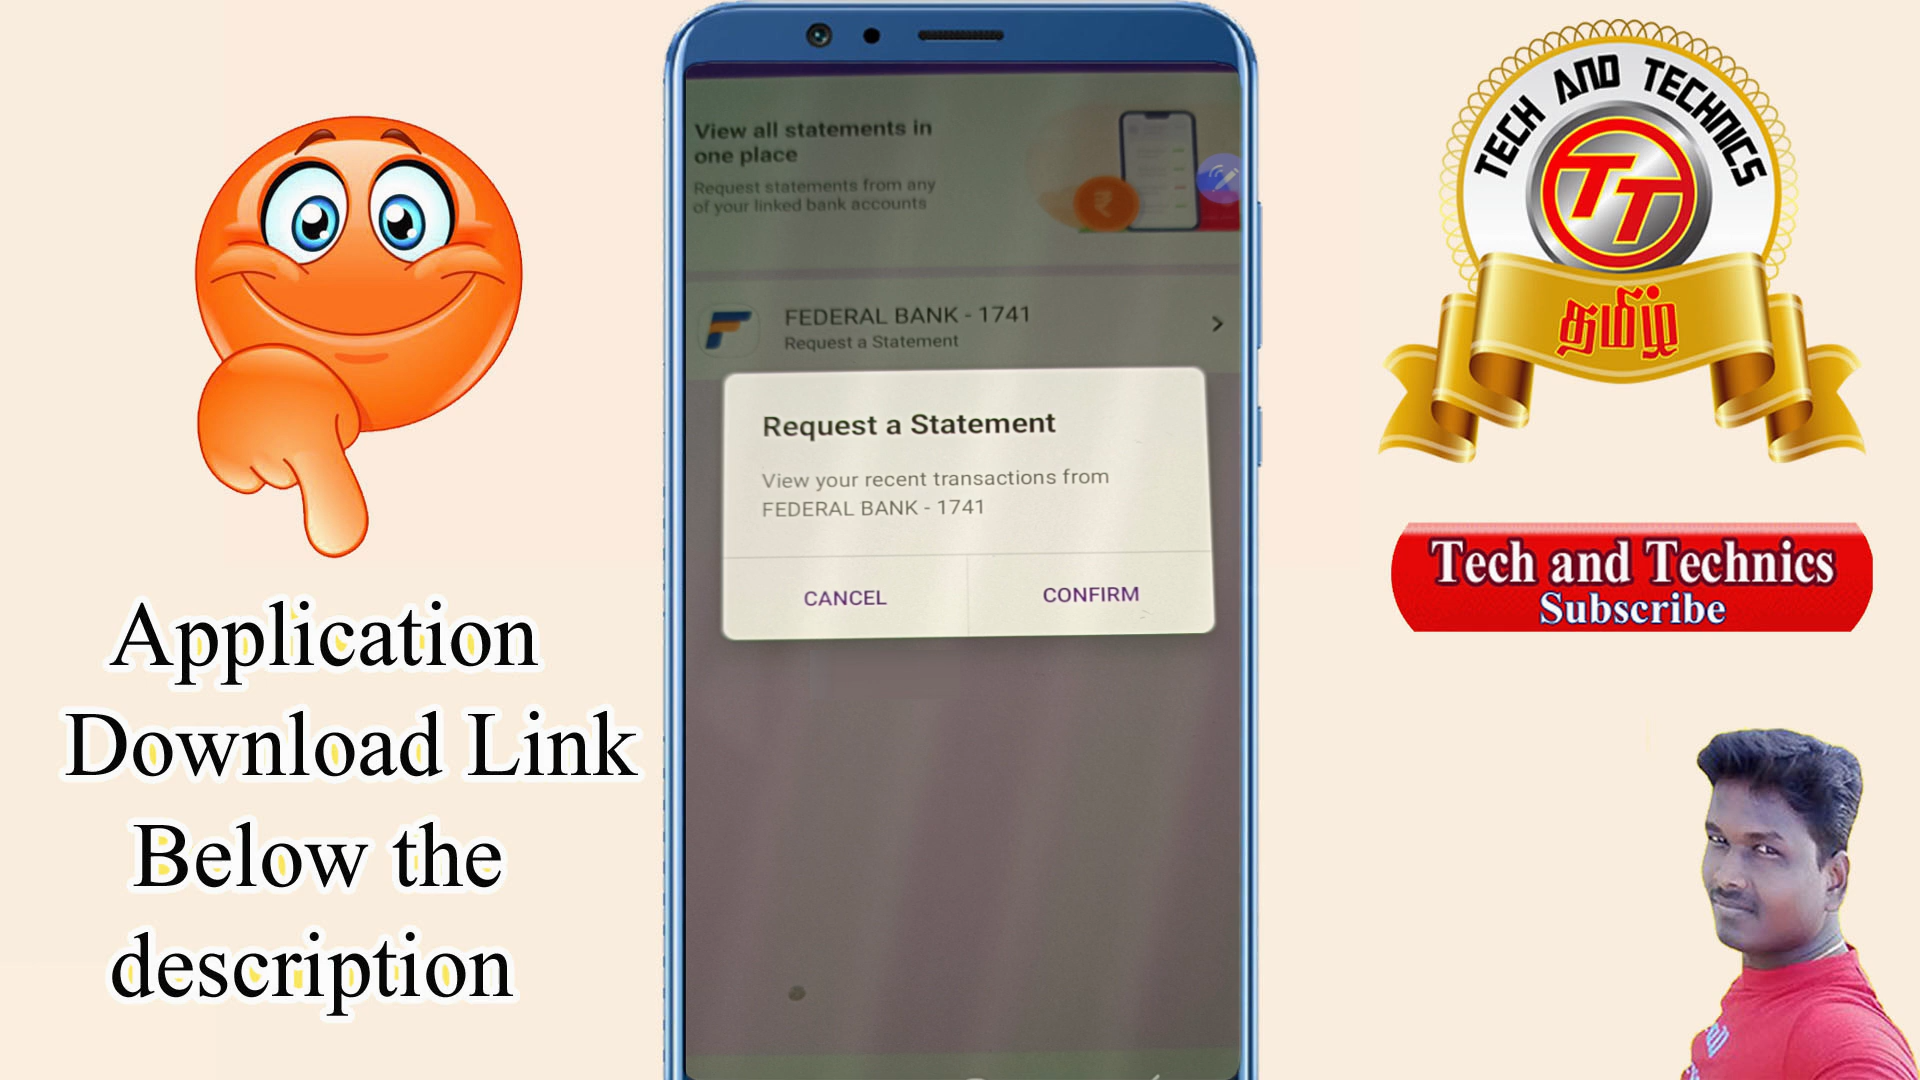 Application
Download Link
Below the
description
View all statements in
one place
Request statements from any
of your linked bank accounts
₹
FEDERAL BANK - 1741
Request a Statement
Request a Statement
View your recent transactions from
FEDERAL BANK - 1741
CANCEL
CONFIRM
TECH AND TECHNICS
TT
தமிழ்
Tech and Technics
Subscribe